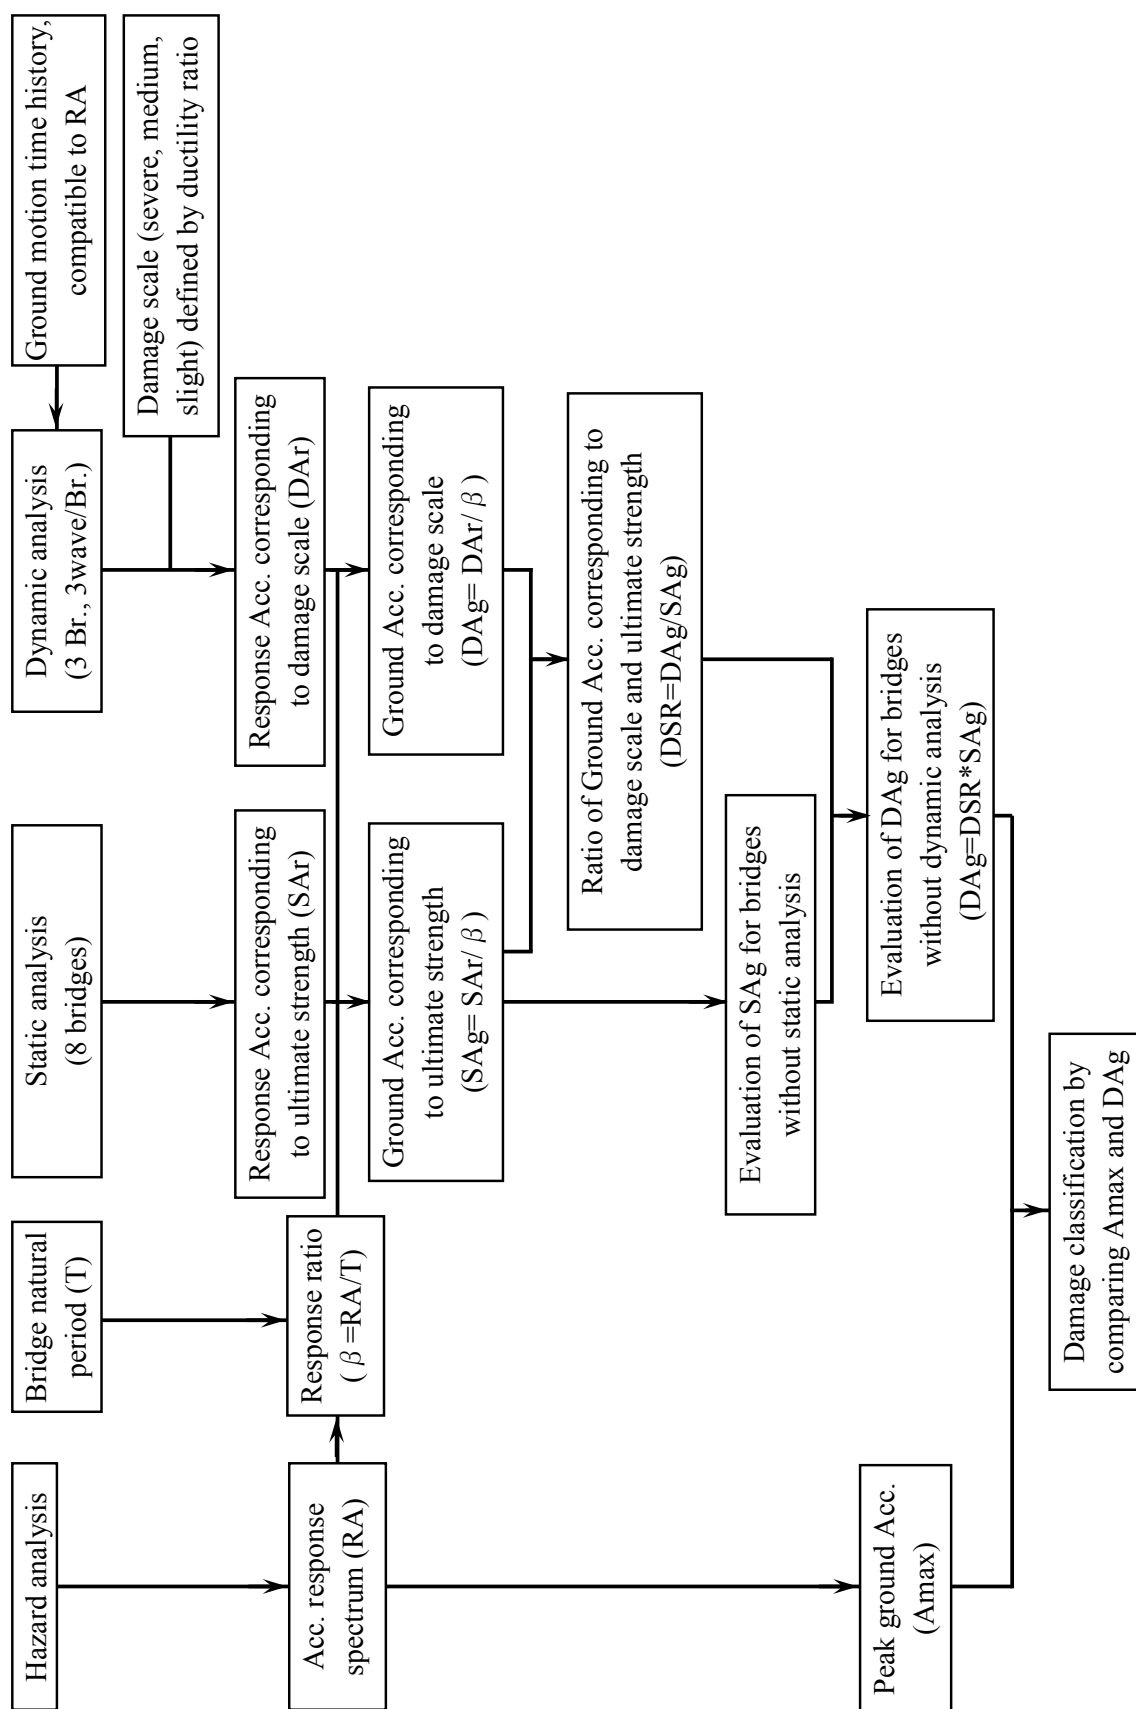 Hazard analysis
Bridge natural
period (T)
Static analysis
(8 bridges)
Dynamic analysis
(3 Br., 3wave/Br.)
Ground motion time history,
compatible to RA
Damage scale (severe, medium,
slight) defined by ductility ratio
Acc. response
spectrum (RA)
Response ratio
( β =RA/T)
Response Acc. corresponding
to ultimate strength (SAr)
Response Acc. corresponding
to damage scale (DAr)
Ground Acc. corresponding
to ultimate strength
(SAg= SAr/ β )
Ground Acc. corresponding
to damage scale
(DAg= DAr/ β )
Ratio of Ground Acc. corresponding to
damage scale and ultimate strength
(DSR=DAg/SAg)
Evaluation of SAg for bridges
without static analysis
Peak ground Acc.
(Amax)
Evaluation of DAg for bridges
without dynamic analysis
(DAg=DSR*SAg)
Damage classification by
comparing Amax and DAg